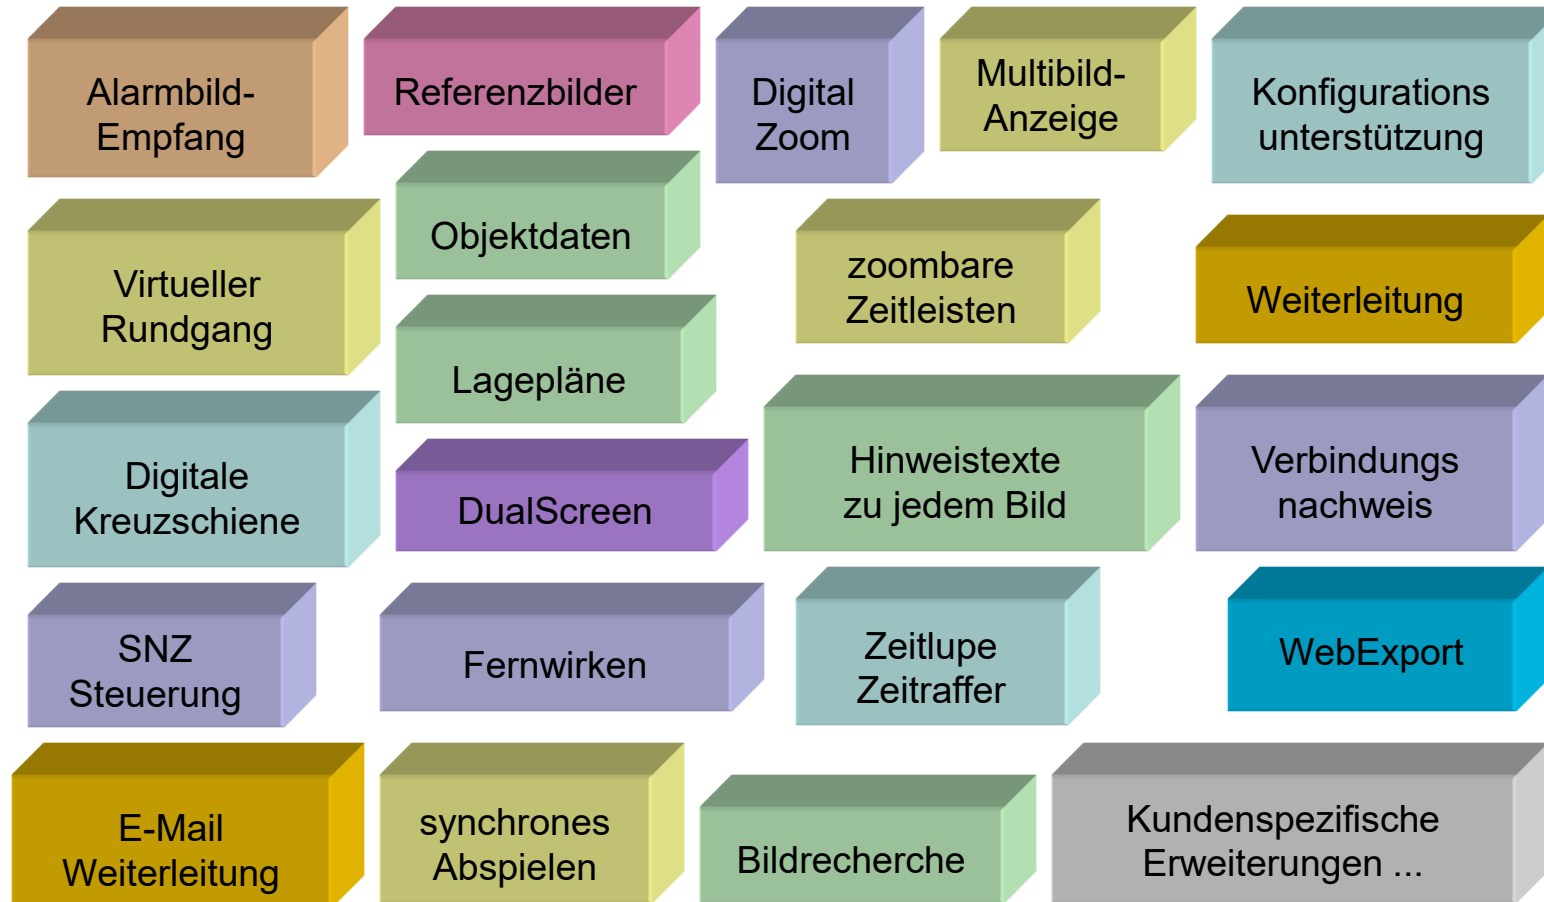 Alarmbild-
Empfang
Referenzbilder
Digital
Zoom
Multibild-
Anzeige
Konfigurations
unterstützung
Virtueller
Rundgang
Objektdaten
zoombare
Zeitleisten
Weiterleitung
Lagepläne
Digitale
Kreuzschiene
DualScreen
Hinweistexte
zu jedem Bild
Verbindungs
nachweis
SNZ
Steuerung
Fernwirken
Zeitlupe
Zeitraffer
WebExport
E-Mail
Weiterleitung
synchrones
Abspielen
Bildrecherche
Kundenspezifische
Erweiterungen ...